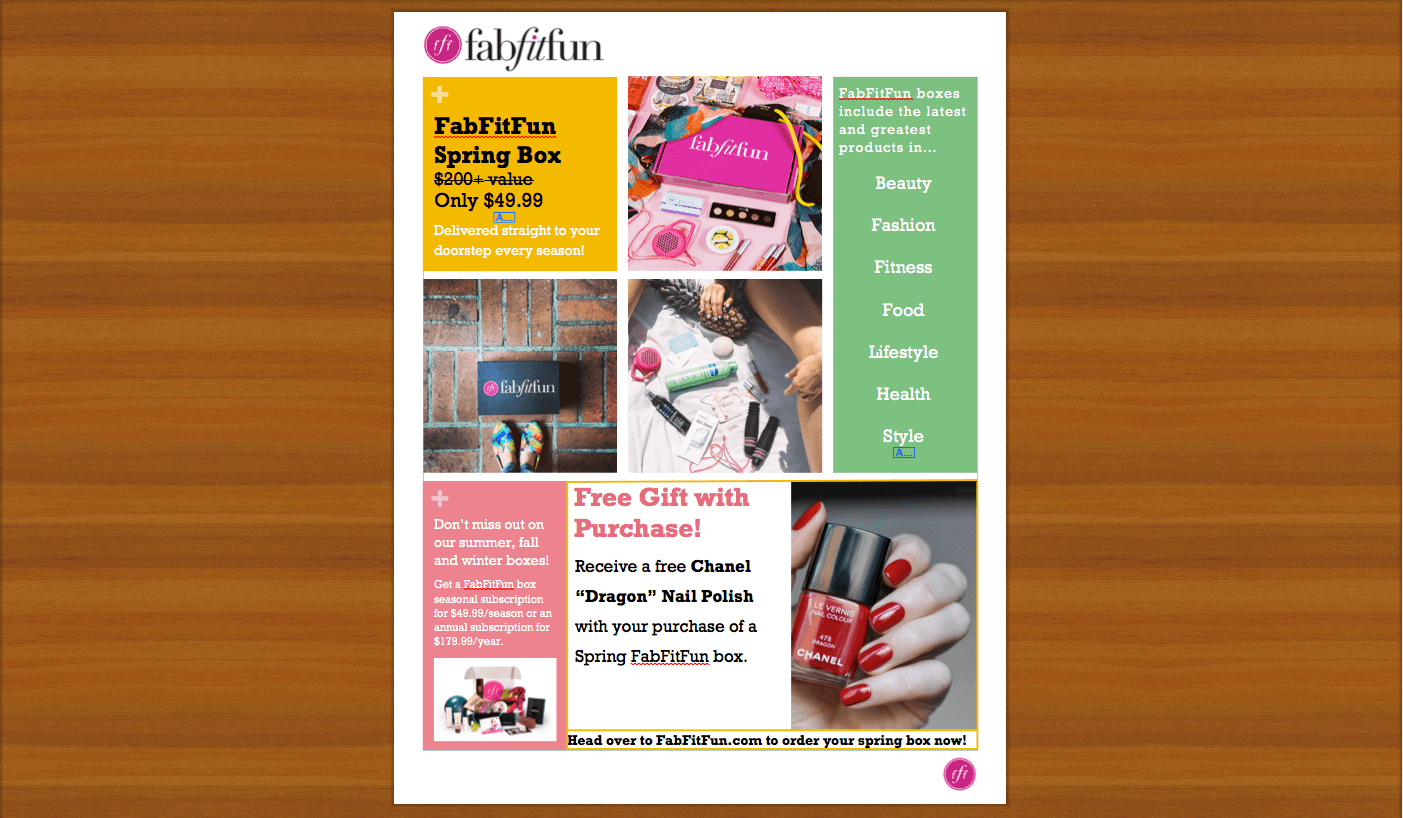 fft fabfitfun
FabFitFun
Spring Box
$200+ value
Only $49.99
A...
Delivered straight to your
doorstep every season!
fabfitfun
FabFitFun boxes
include the latest
and greatest
products in...
Beauty
Fashion
Fitness
Food
Lifestyle
Health
Style
A...
fft fabfitfun
Don't miss out on
our summer, fall
and winter boxes!
Get a FabFitFun box
seasonal subscription
for $49.99/season or an
annual subscription for
$179.99/year.
Free Gift with
Purchase!
Receive a free Chanel
“Dragon” Nail Polish
with your purchase of a
Spring FabFitFun box.
LE VERNIS
NAIL COLOUR
475
DRAGON
CHANEL
Head over to FabFitFun.com to order your spring box now!
fft